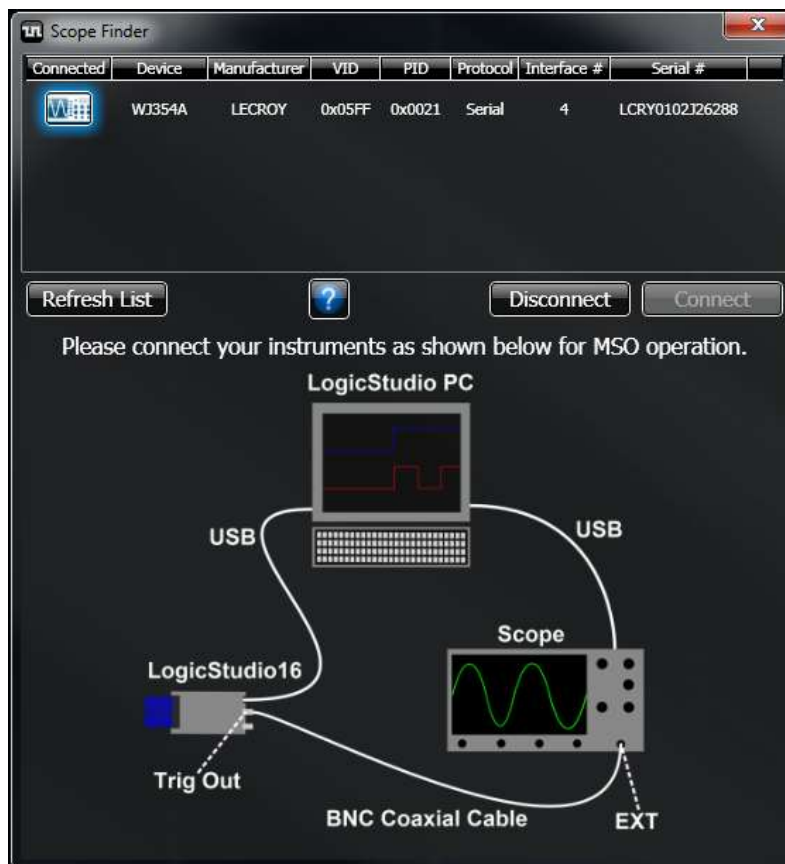 Scope Finder
Connected Device Manufacturer VID PID Protocol Interface # Serial #
WJ354A LECROY 0x05FF 0x0021 Serial 4 LCRY0102J26288
Refresh List ? Disconnect Connect
Please connect your instruments as shown below for MSO operation.
LogicStudio PC
USB
USB
Scope
LogicStudio16
Trig Out
BNC Coaxial Cable
EXT